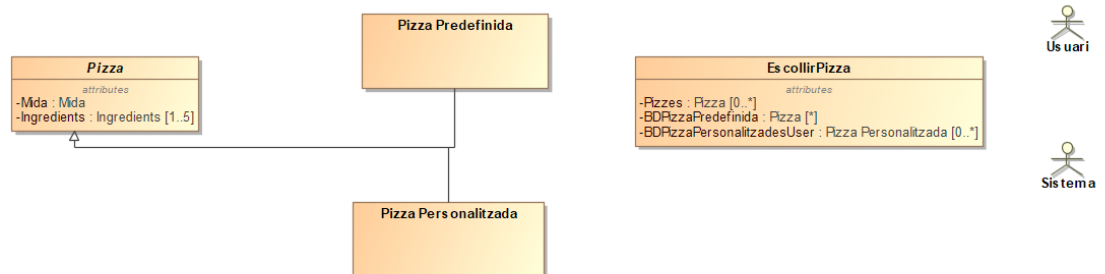 Pizza Predefinida
Usuari
Pizza
attributes
-Mida : Mida
-Ingredients : Ingredients [1..5]
EscollirPizza
attributes
-Pizzes : Pizza [0..*]
-BDPizzaPredefinida : Pizza [*]
-BDPizzaPersonalitzadesUser : Pizza Personalitzada [0..*]
Sistema
Pizza Personalitzada